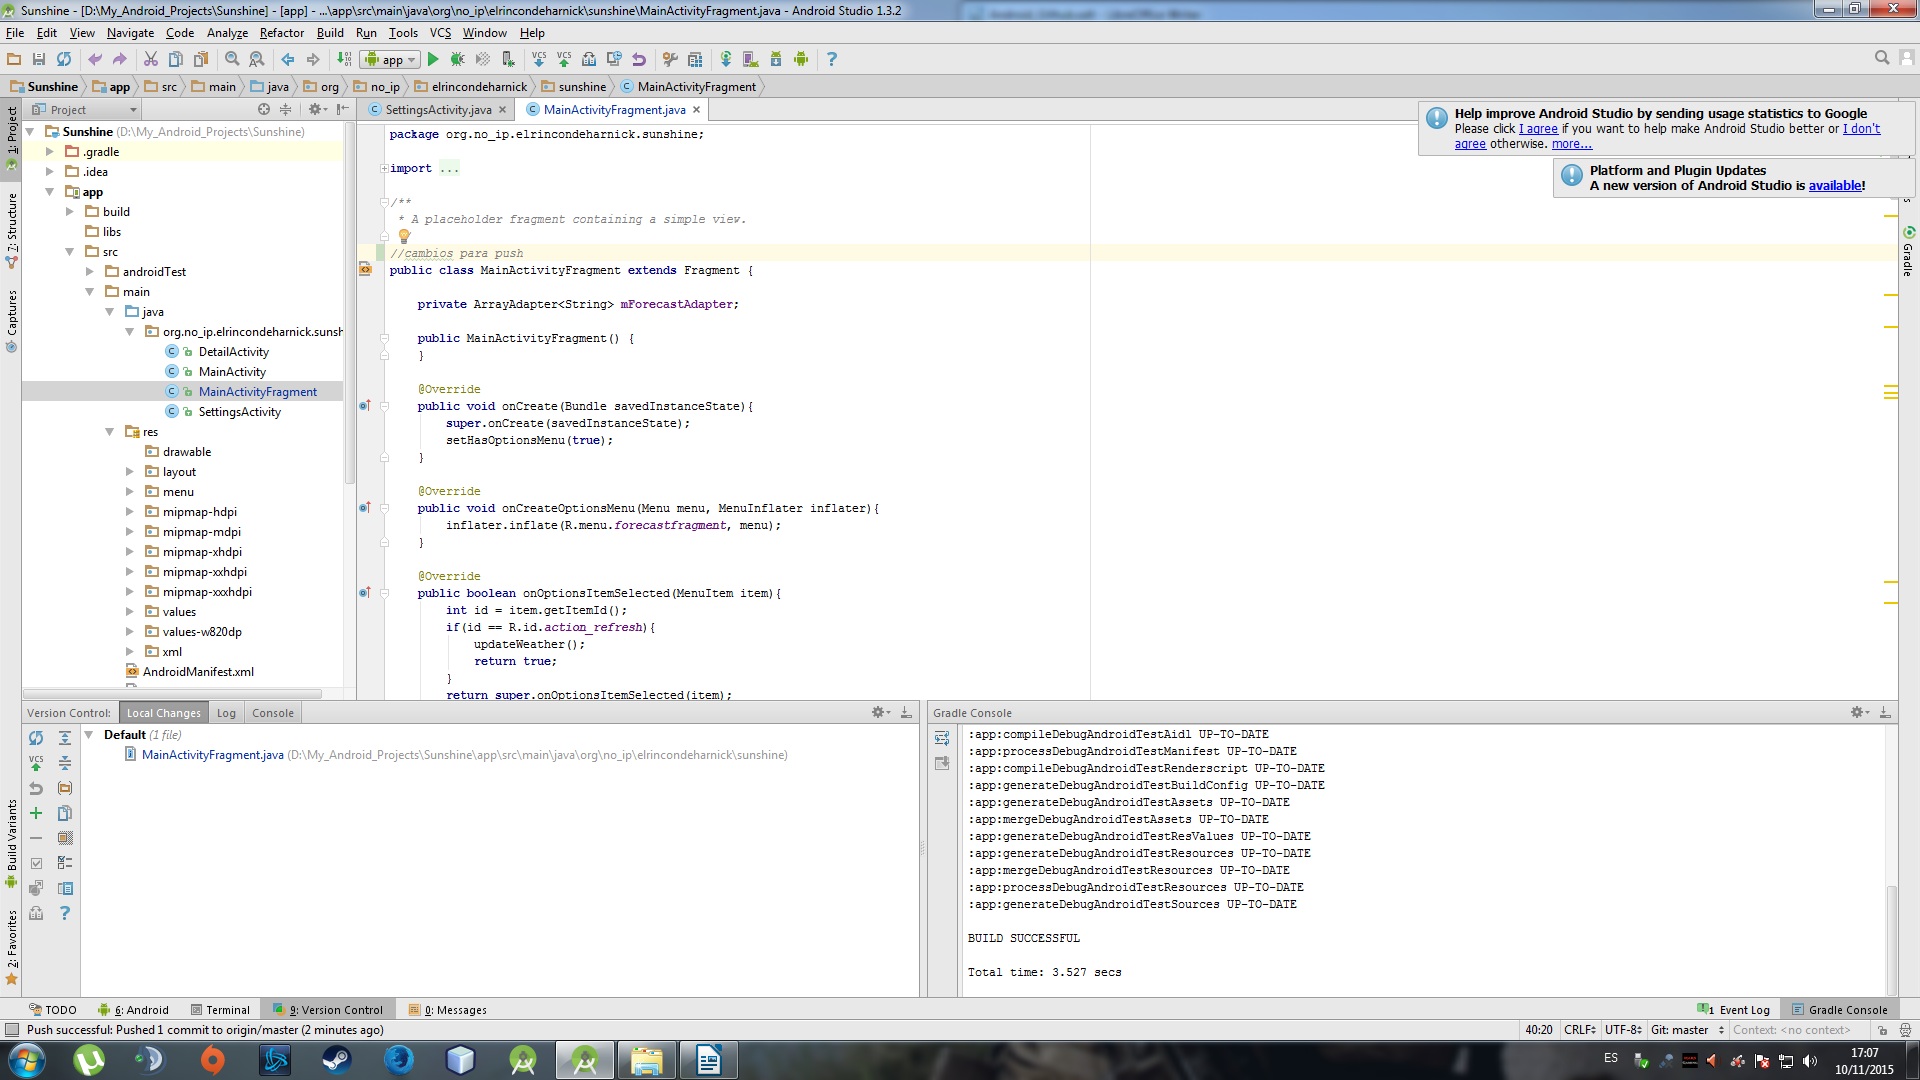 Sunshine - [D:\My_Android_Projects\Sunshine] - [app] - ...\app\src\main\java\org\no_ip\elrincondeharnick\sunshine\MainActivityFragment.java - Android Studio 1.3.2
File Edit View Navigate Code Analyze Refactor Build Run Tools VCS Window Help
app
Sunshine app src main java org no_ip elrincondeharnick sunshine MainActivityFragment
Project
SettingsActivity.java
MainActivityFragment.java
1: Project
7: Structure
Captures
Build Variants
2: Favorites
Gradle
Sunshine (D:\My_Android_Projects\Sunshine)
.gradle
.idea
app
build
libs
src
androidTest
main
java
org.no_ip.elrincondeharnick.sunsh
DetailActivity
MainActivity
MainActivityFragment
SettingsActivity
res
drawable
layout
menu
mipmap-hdpi
mipmap-mdpi
mipmap-xhdpi
mipmap-xxhdpi
mipmap-xxxhdpi
values
values-w820dp
xml
AndroidManifest.xml
package org.no_ip.elrincondeharnick.sunshine;
import ...
/**
* A placeholder fragment containing a simple view.
//cambios para push
public class MainActivityFragment extends Fragment {
private ArrayAdapter<String> mForecastAdapter;
public MainActivityFragment() {
}
@Override
public void onCreate(Bundle savedInstanceState){
super.onCreate(savedInstanceState);
setHasOptionsMenu(true);
}
@Override
public void onCreateOptionsMenu(Menu menu, MenuInflater inflater){
inflater.inflate(R.menu.forecastfragment, menu);
}
@Override
public boolean onOptionsItemSelected(MenuItem item){
int id = item.getItemId();
if(id == R.id.action_refresh){
updateWeather();
return true;
}
return super.onOptionsItemSelected(item);
Help improve Android Studio by sending usage statistics to Google
Please click I agree if you want to help make Android Studio better or I don't
agree otherwise. more...
Platform and Plugin Updates
A new version of Android Studio is available!
Version Control: Local Changes Log Console
Default (1 file)
MainActivityFragment.java (D:\My_Android_Projects\Sunshine\app\src\main\java\org\no_ip\elrincondeharnick\sunshine)
Gradle Console
:app:compileDebugAndroidTestAidl UP-TO-DATE
:app:processDebugAndroidTestManifest UP-TO-DATE
:app:compileDebugAndroidTestRenderscript UP-TO-DATE
:app:generateDebugAndroidTestBuildConfig UP-TO-DATE
:app:generateDebugAndroidTestAssets UP-TO-DATE
:app:mergeDebugAndroidTestAssets UP-TO-DATE
:app:generateDebugAndroidTestResValues UP-TO-DATE
:app:generateDebugAndroidTestResources UP-TO-DATE
:app:mergeDebugAndroidTestResources UP-TO-DATE
:app:processDebugAndroidTestResources UP-TO-DATE
:app:generateDebugAndroidTestSources UP-TO-DATE
BUILD SUCCESSFUL
Total time: 3.527 secs
TODO 6: Android Terminal 9: Version Control 0: Messages 1 Event Log Gradle Console
Push successful: Pushed 1 commit to origin/master (2 minutes ago) 40:20 CRLF UTF-8 Git: master Context: <no context>
ES
17:07
10/11/2015